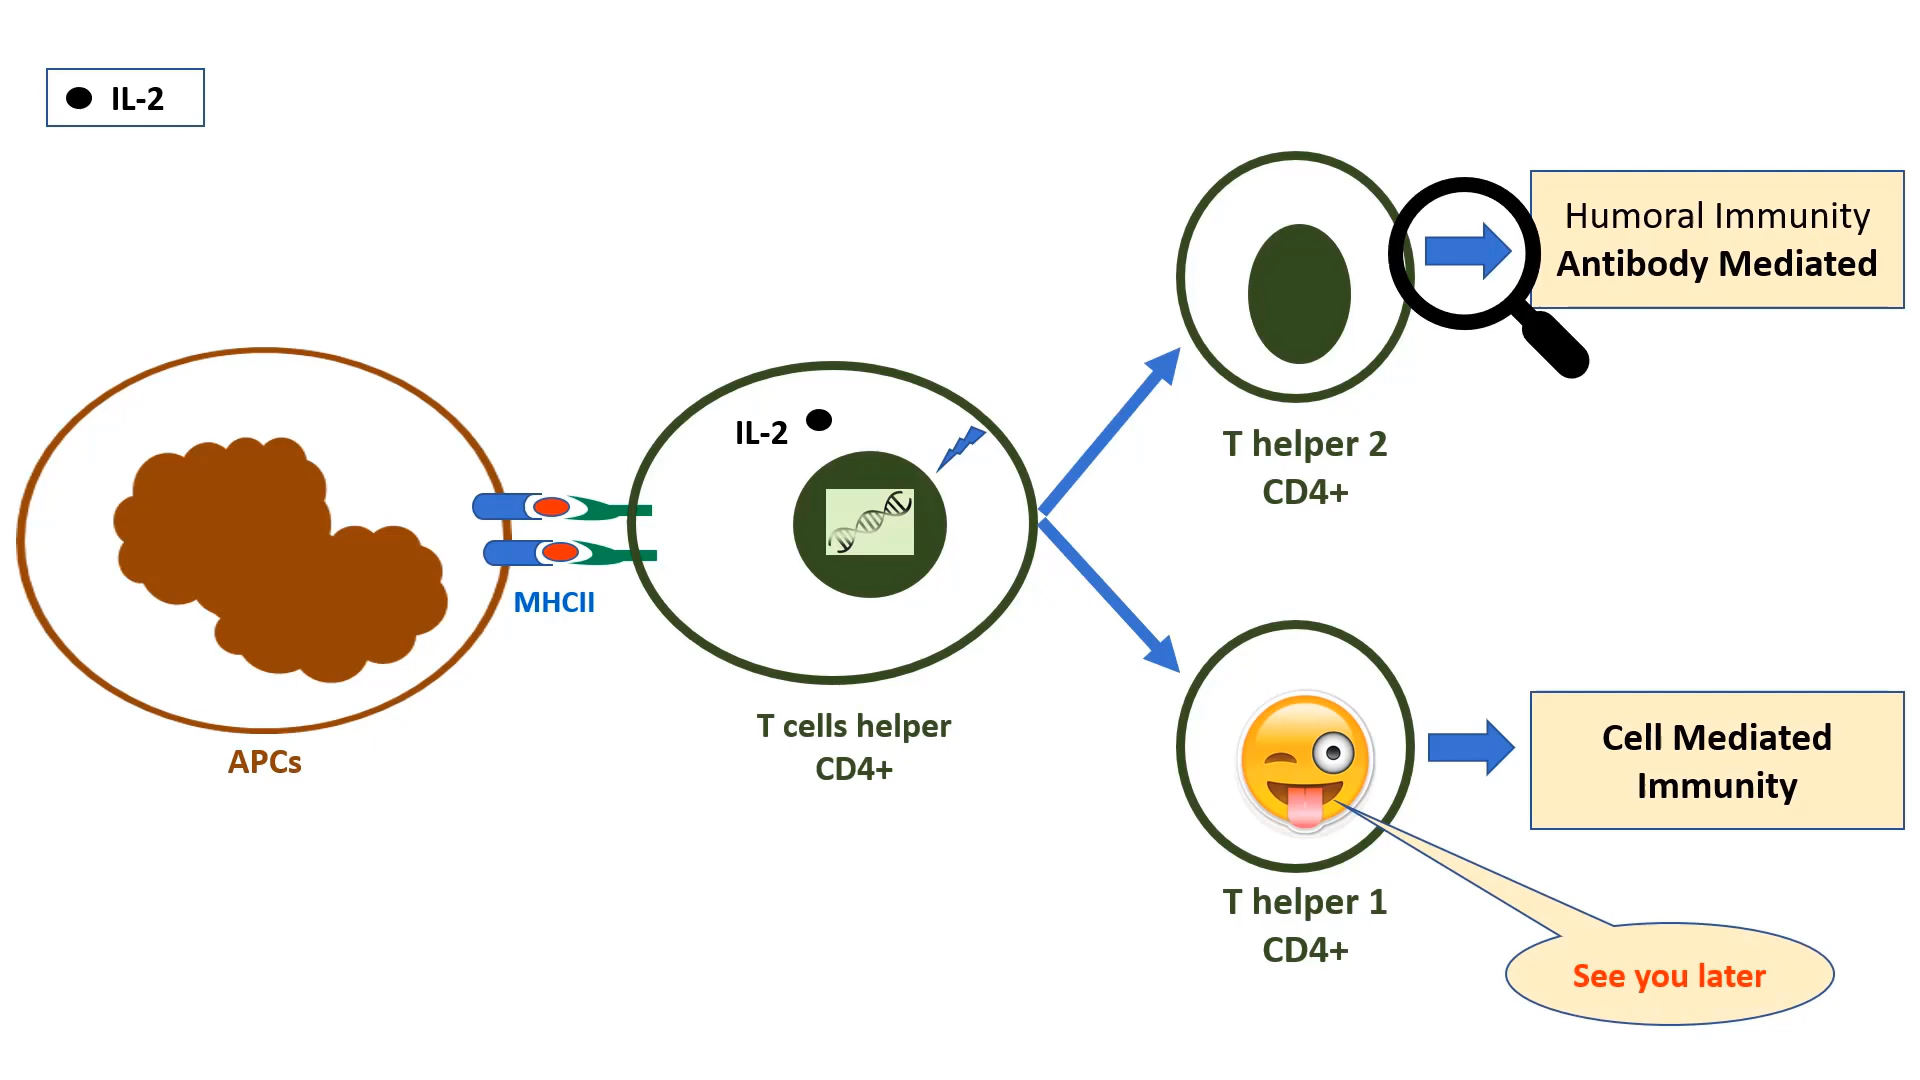 IL-2
Humoral Immunity
Antibody Mediated
IL-2
T helper 2
CD4+
MHCII
T cells helper
CD4+
APCs
Cell Mediated
Immunity
T helper 1
CD4+
See you later